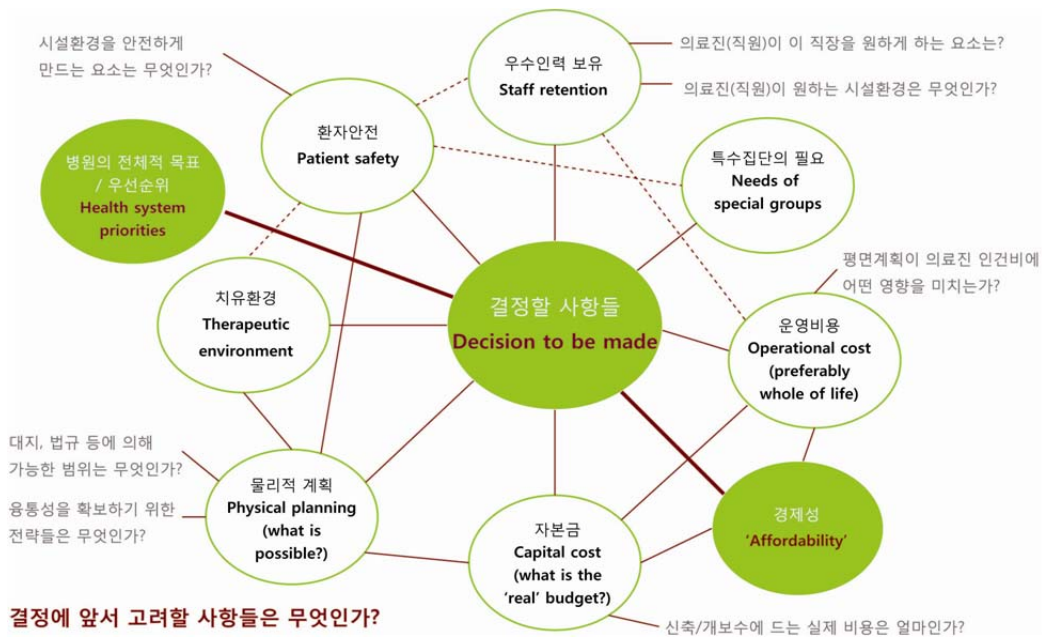 시설환경을 안전하게
만드는 요소는 무엇인가?
우수인력 보유
Staff retention
의료진(직원)이 이 직장을 원하게 하는 요소는?
의료진(직원)이 원하는 시설환경은 무엇인가?
환자안전
Patient safety
병원의 전체적 목표
/ 우선순위
Health system
priorities
특수집단의 필요
Needs of
special groups
평면계획이 의료진 인건비에
어떤 영향을 미치는가?
치유환경
Therapeutic
environment
결정할 사항들
Decision to be made
운영비용
Operational cost
(preferably
whole of life)
대지, 법규 등에 의해
가능한 범위는 무엇인가?
융통성을 확보하기 위한
전략들은 무엇인가?
물리적 계획
Physical planning
(what is
possible?)
자본금
Capital cost
(what is the
‘real’ budget?)
경제성
‘Affordability’
결정에 앞서 고려할 사항들은 무엇인가?
신축/개보수에 드는 실제 비용은 얼마인가?